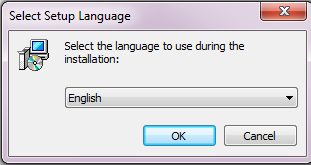 Select Setup Language
Select the language to use during the
installation:
English
OK
Cancel